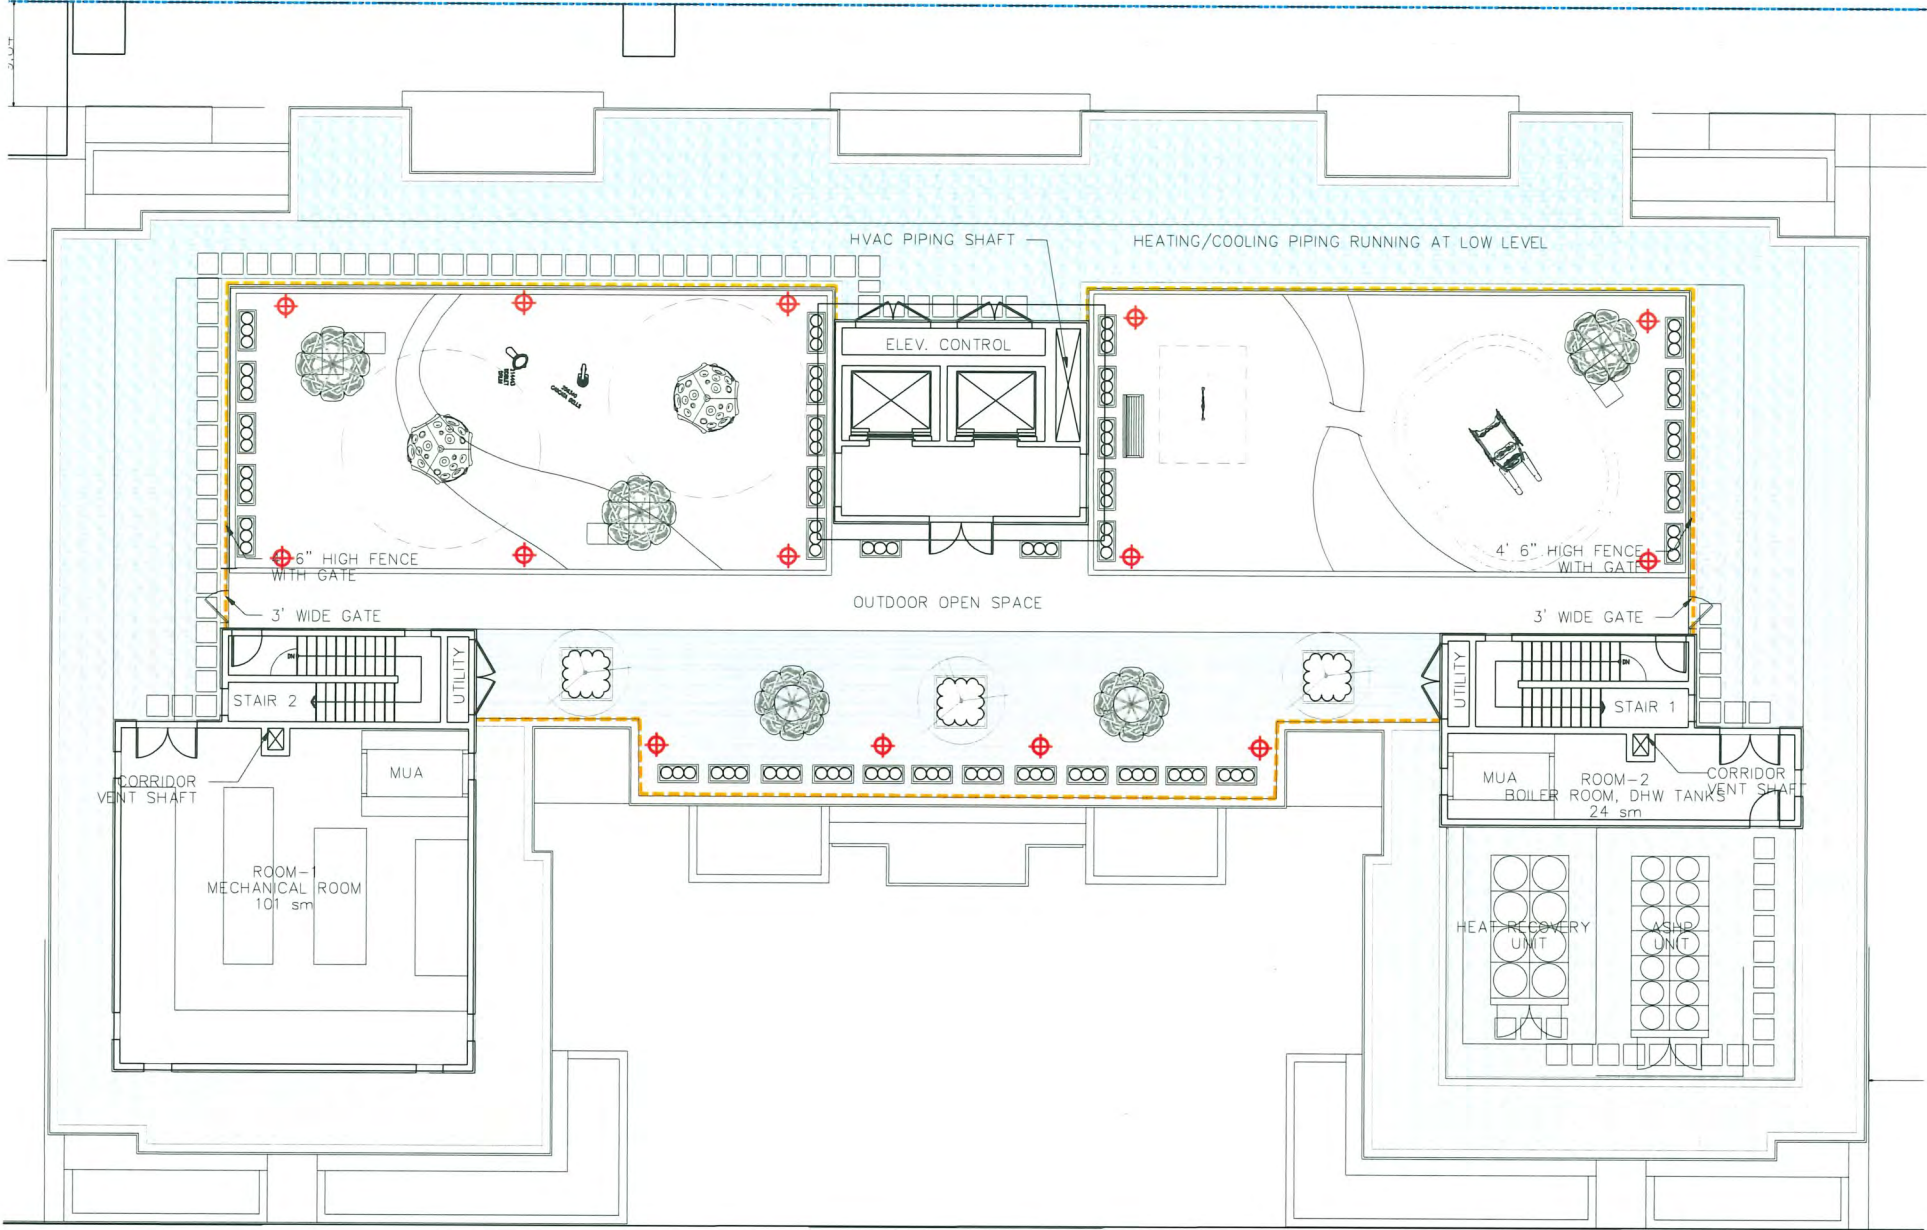 HVAC PIPING SHAFT
HEATING/COOLING PIPING RUNNING AT LOW LEVEL
ELEV. CONTROL
6" HIGH FENCE
WITH GATE
4' 6" HIGH FENCE
WITH GATE
OUTDOOR OPEN SPACE
3' WIDE GATE
3' WIDE GATE
DN
UTILITY
STAIR 2
UTILITY
DN
STAIR 1
MUA
CORRIDOR
VENT SHAFT
MUA
ROOM-2
BOILER ROOM, DHW TANKS
24 sm
CORRIDOR
VENT SHAF
ROOM-1
MECHANICAL ROOM
101 sm
HEAT RECOVERY
UNIT
ASHP
UNIT